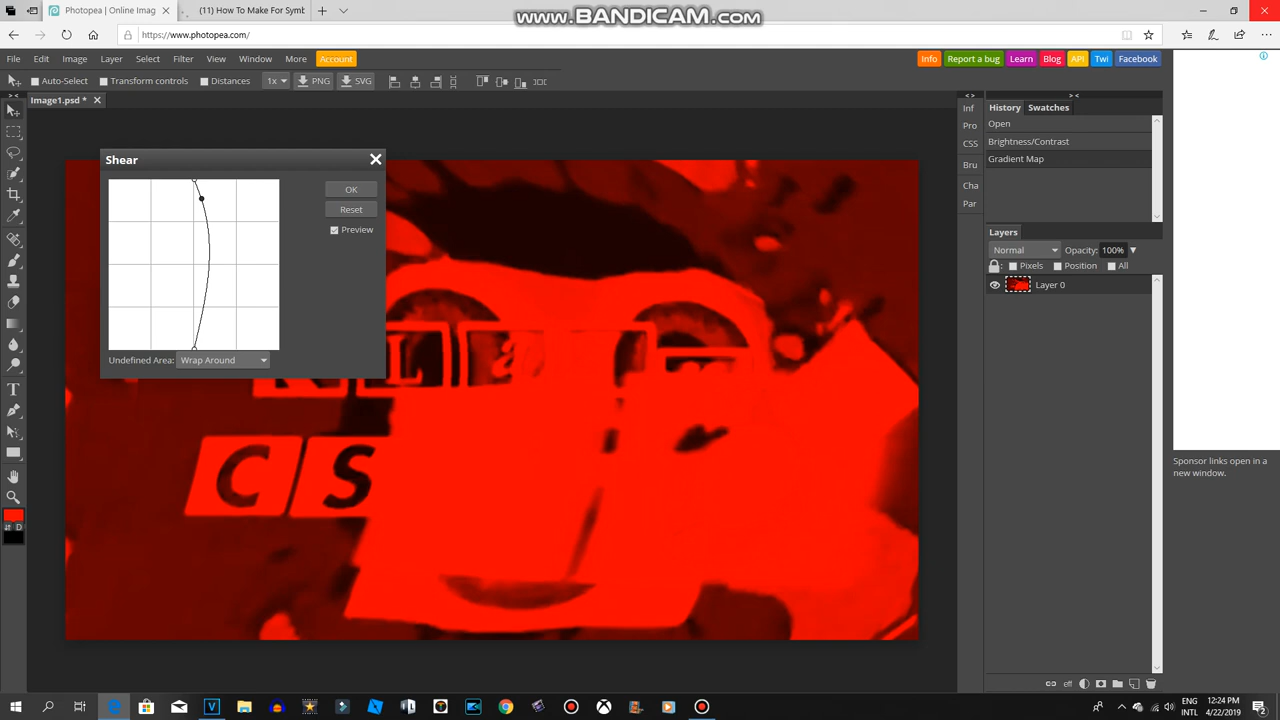 www.BANDICAM.com
Photopea | Online Imag
(11) How To Make For Symb
https://www.photopea.com/
File Edit Image Layer Select Filter View Window More Account
Info Report a bug Learn Blog API Twi Facebook
Auto-Select Transform controls Distances 1x PNG SVG
Image1.psd *
Shear
OK
Reset
Preview
Undefined Area: Wrap Around
C S
Inf
Pro
CSS
Bru
Cha
Par
History Swatches
Open
Brightness/Contrast
Gradient Map
Layers
Normal Opacity: 100%
Pixels Position All
Layer 0
eff
D
Sponsor links open in a
new window.
ENG 12:24 PM
INTL 4/22/2019